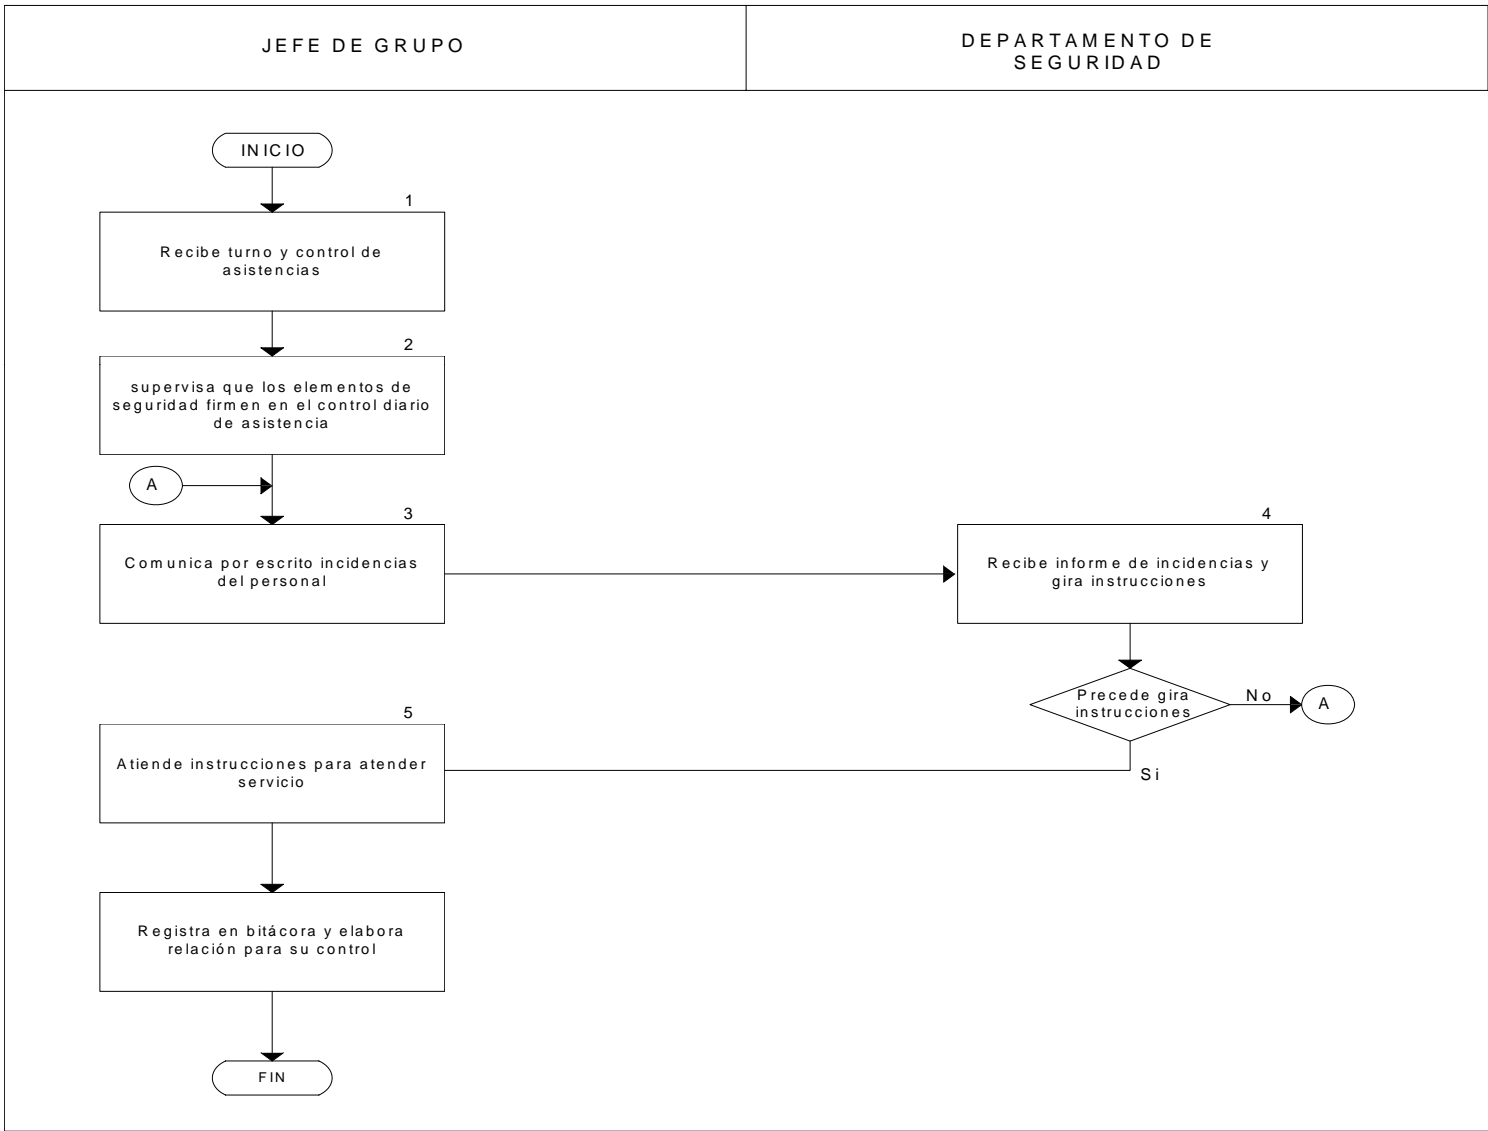 JEFE DE GRUPO
DEPARTAMENTO DE
SEGURIDAD
INICIO
1
Recibe turno y control de
asistencias
2
supervisa que los elementos de
seguridad firmen en el control diario
de asistencia
A
3
Comunica por escrito incidencias
del personal
4
Recibe informe de incidencias y
gira instrucciones
Precede gira
instrucciones
No
A
Si
5
Atiende instrucciones para atender
servicio
Registra en bitácora y elabora
relación para su control
FIN